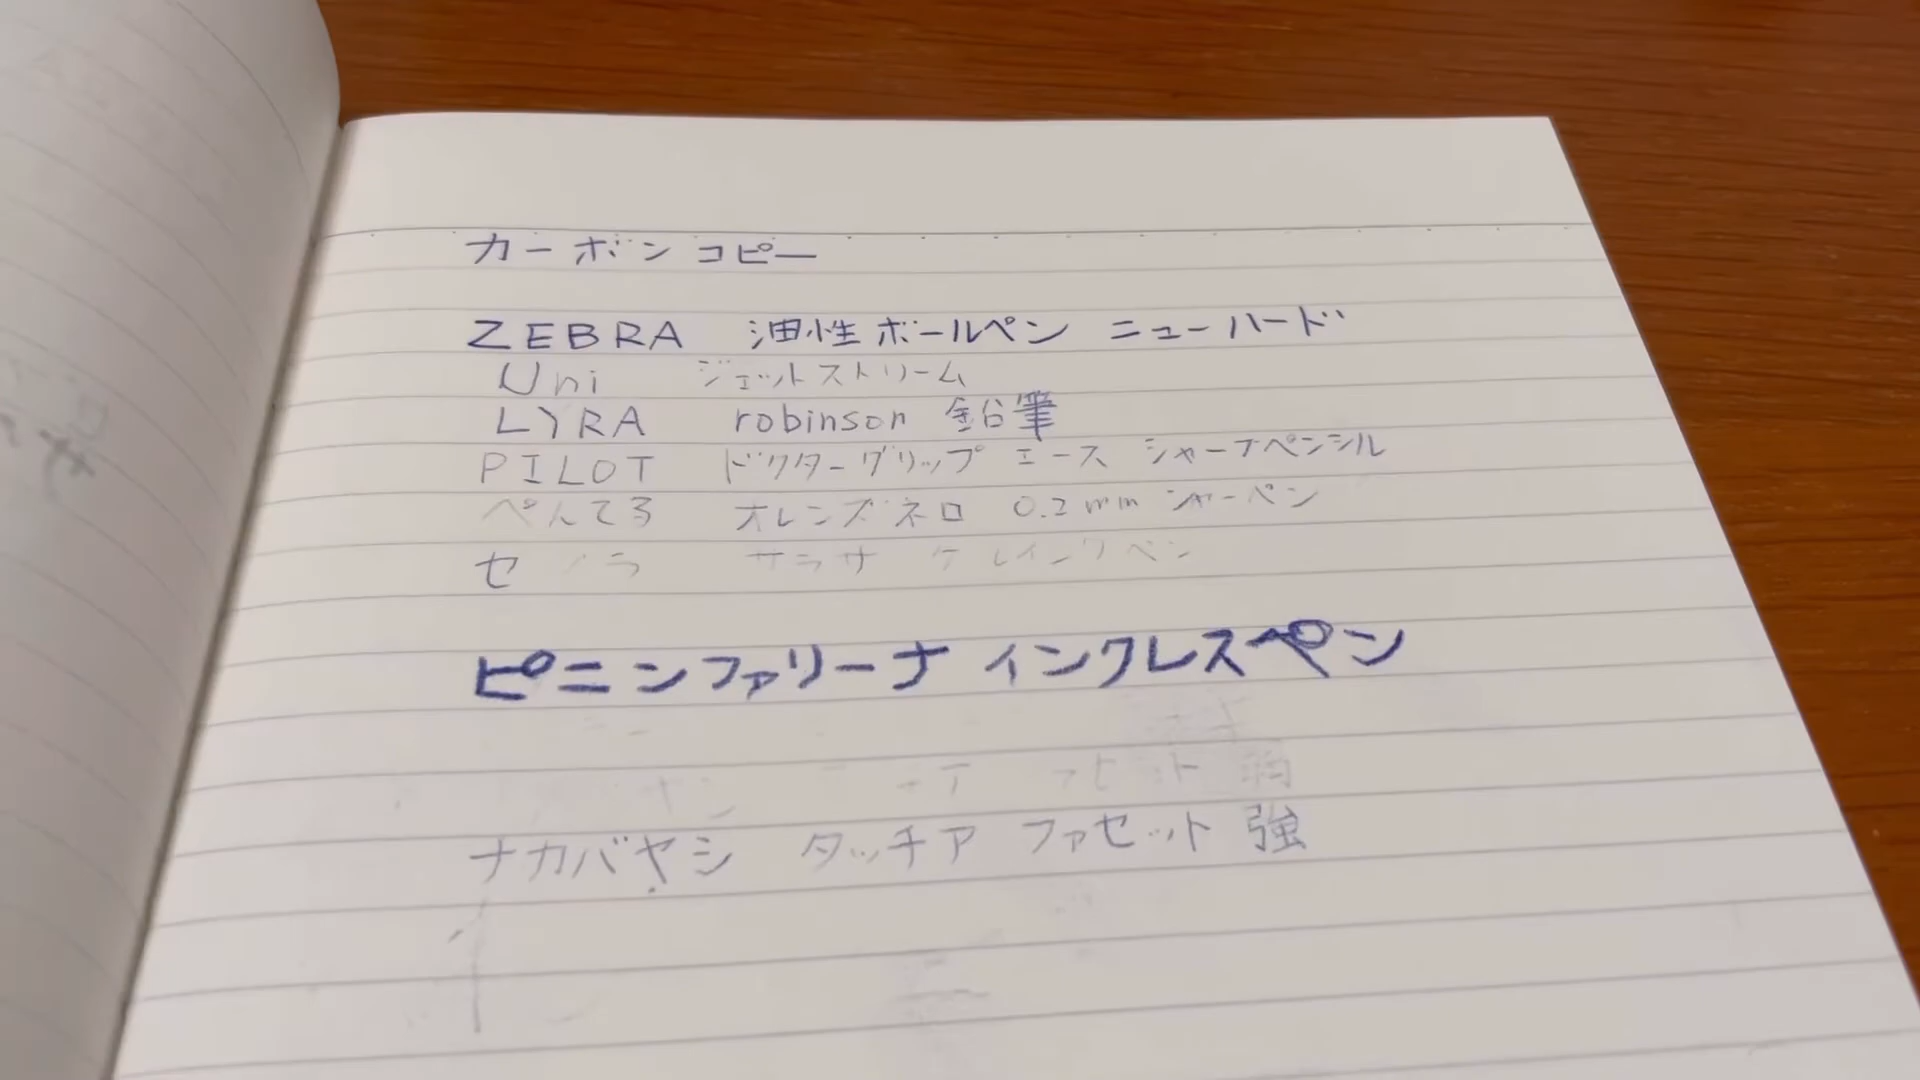 カーボンコピー
ZEBRA 油性ボールペン ニューハード
Uni ジェットストリーム
LYRA robinson 鉛筆
PILOT ドクターグリップ エース シャープペンシル
ぺんてる オレンズネロ 0.2mm シャーペン
サラサ
ピニンファリーナ インクレスペン
ナカバヤシ タッチア ファセット 強